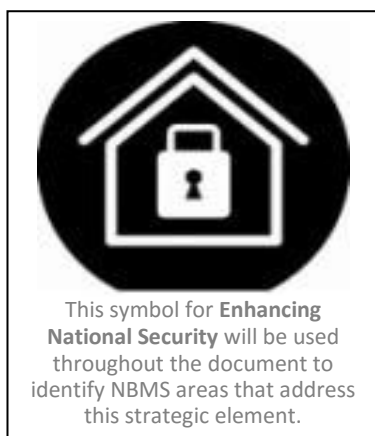 This symbol for Enhancing
National Security will be used
throughout the document to
identify NBMS areas that address
this strategic element.